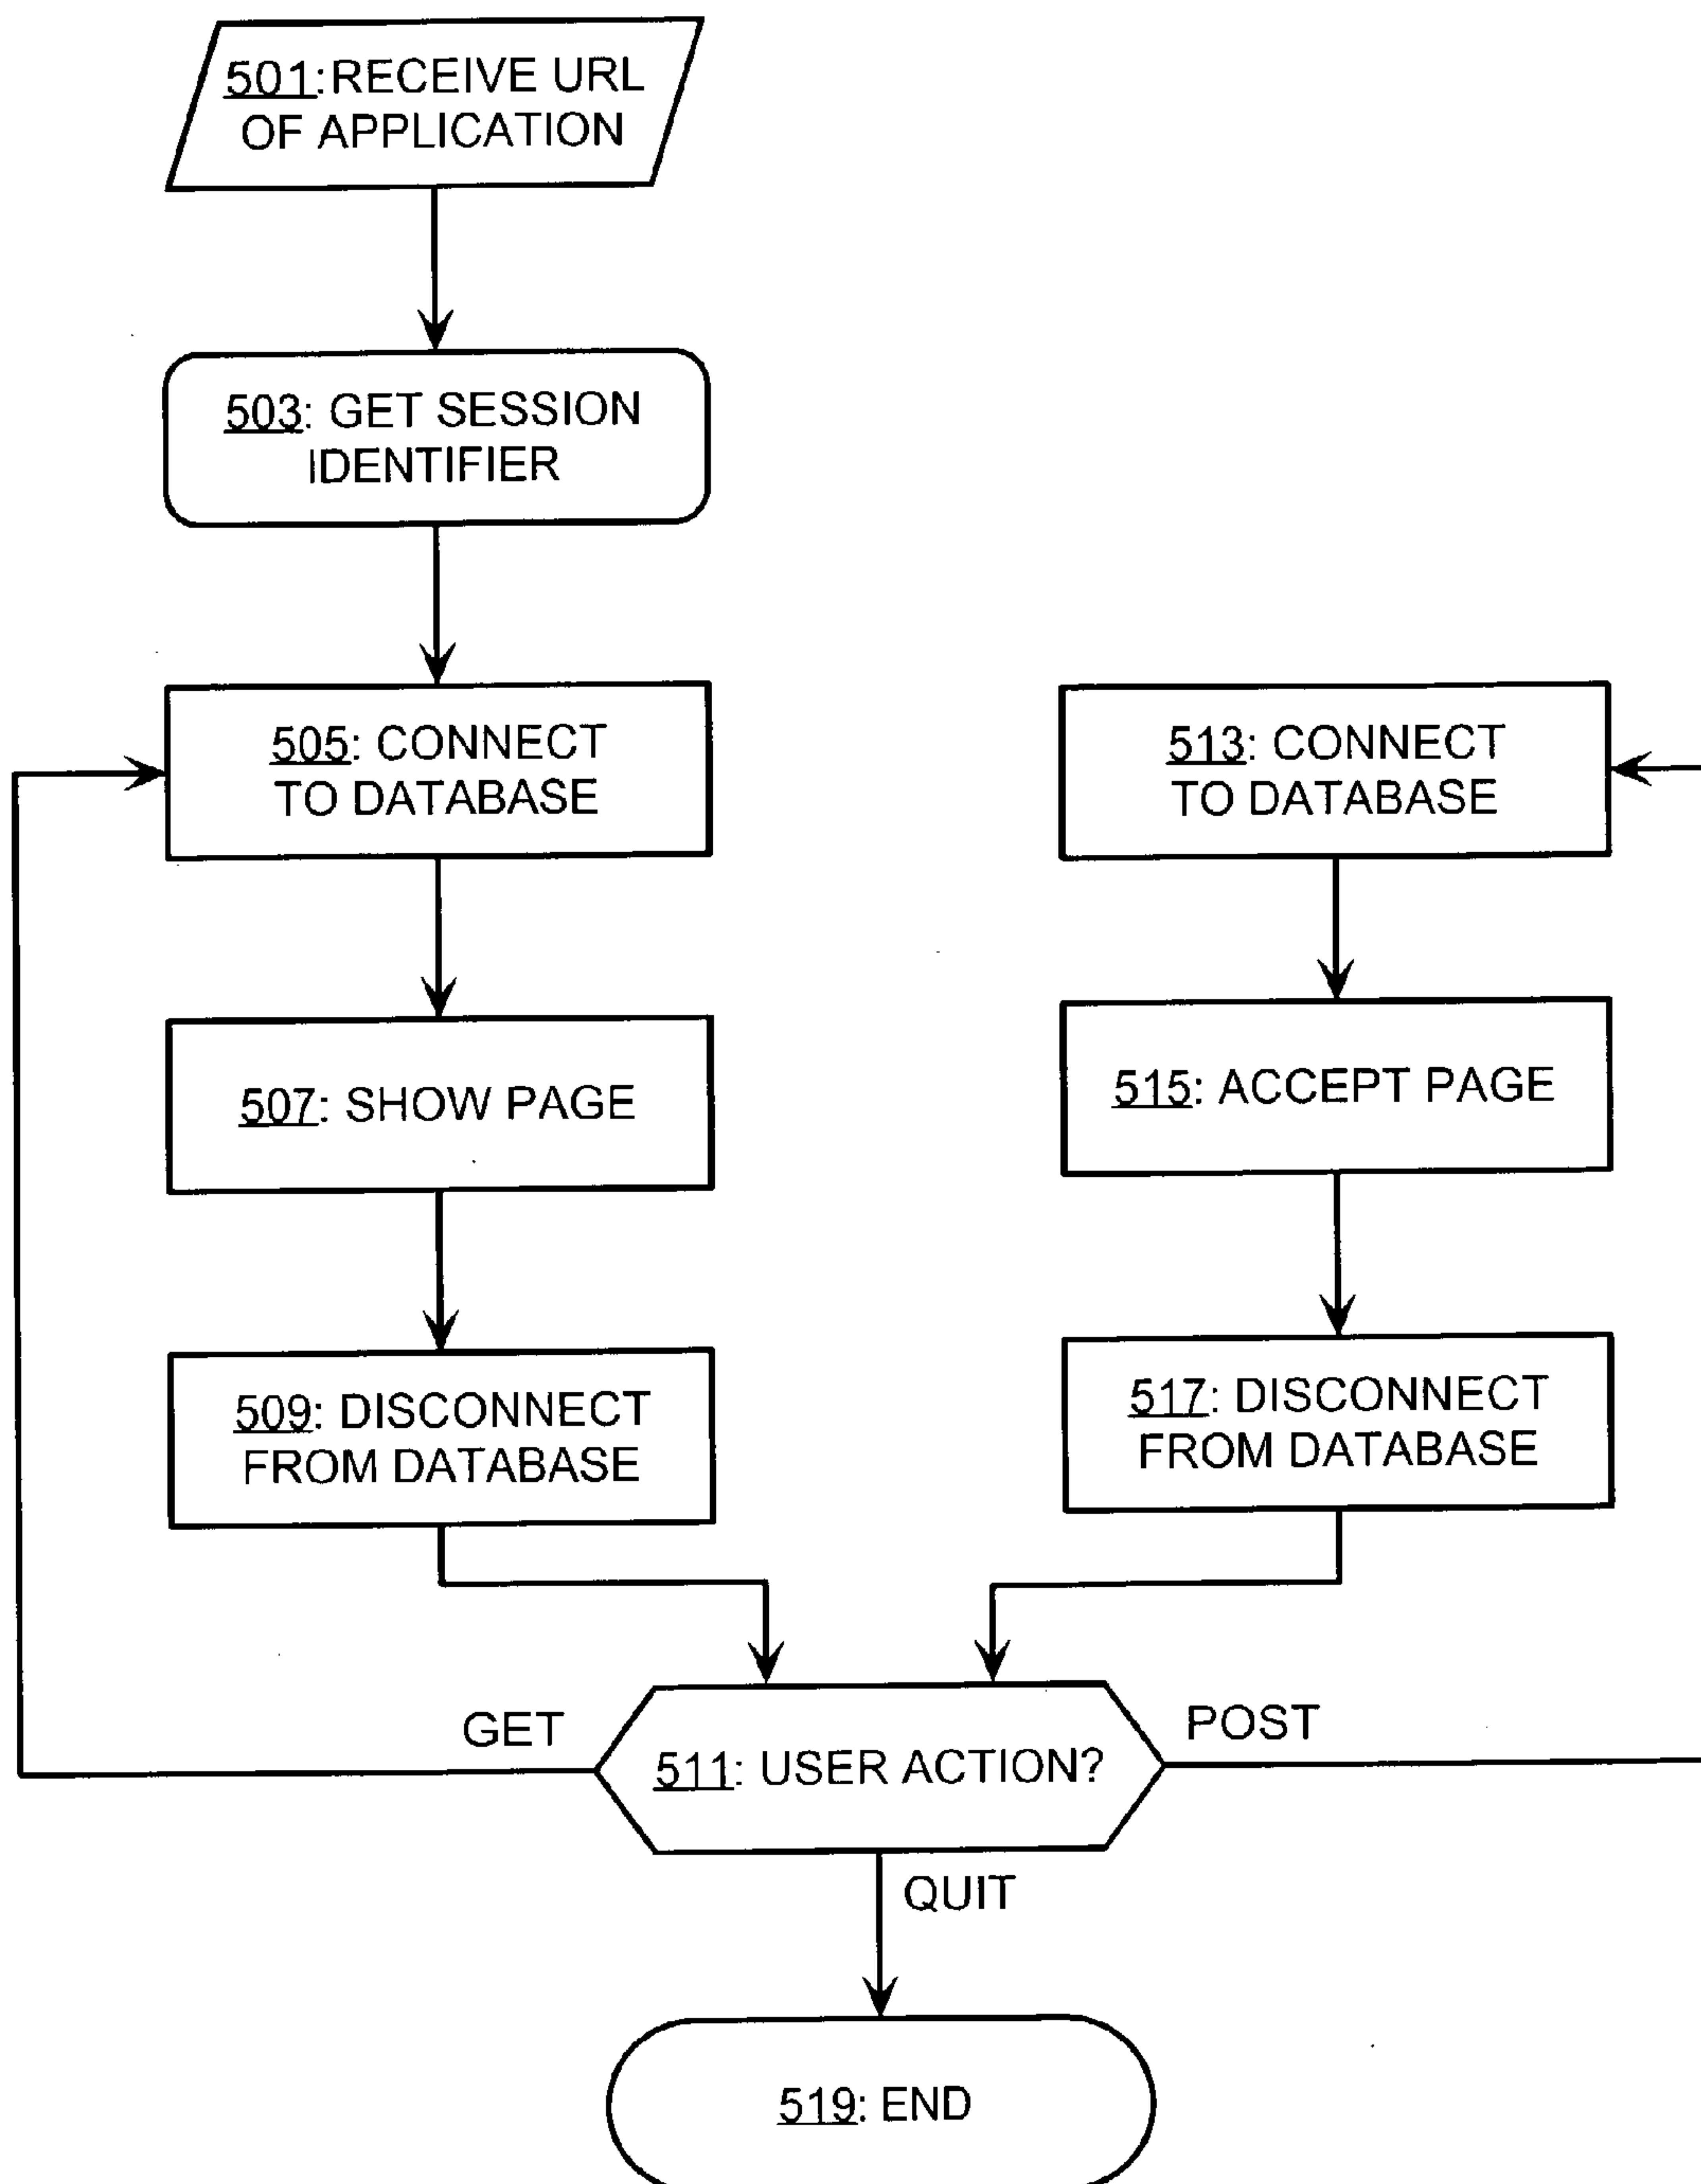 501:RECEIVE URL
OF APPLICATION
503: GET SESSION
IDENTIFIER
505: CONNECT
TO DATABASE
513: CONNECT
TO DATABASE
507: SHOW PAGE
515: ACCEPT PAGE
509: DISCONNECT
FROM DATABASE
517: DISCONNECT
FROM DATABASE
GET
POST
511: USER ACTION?
QUIT
519: END